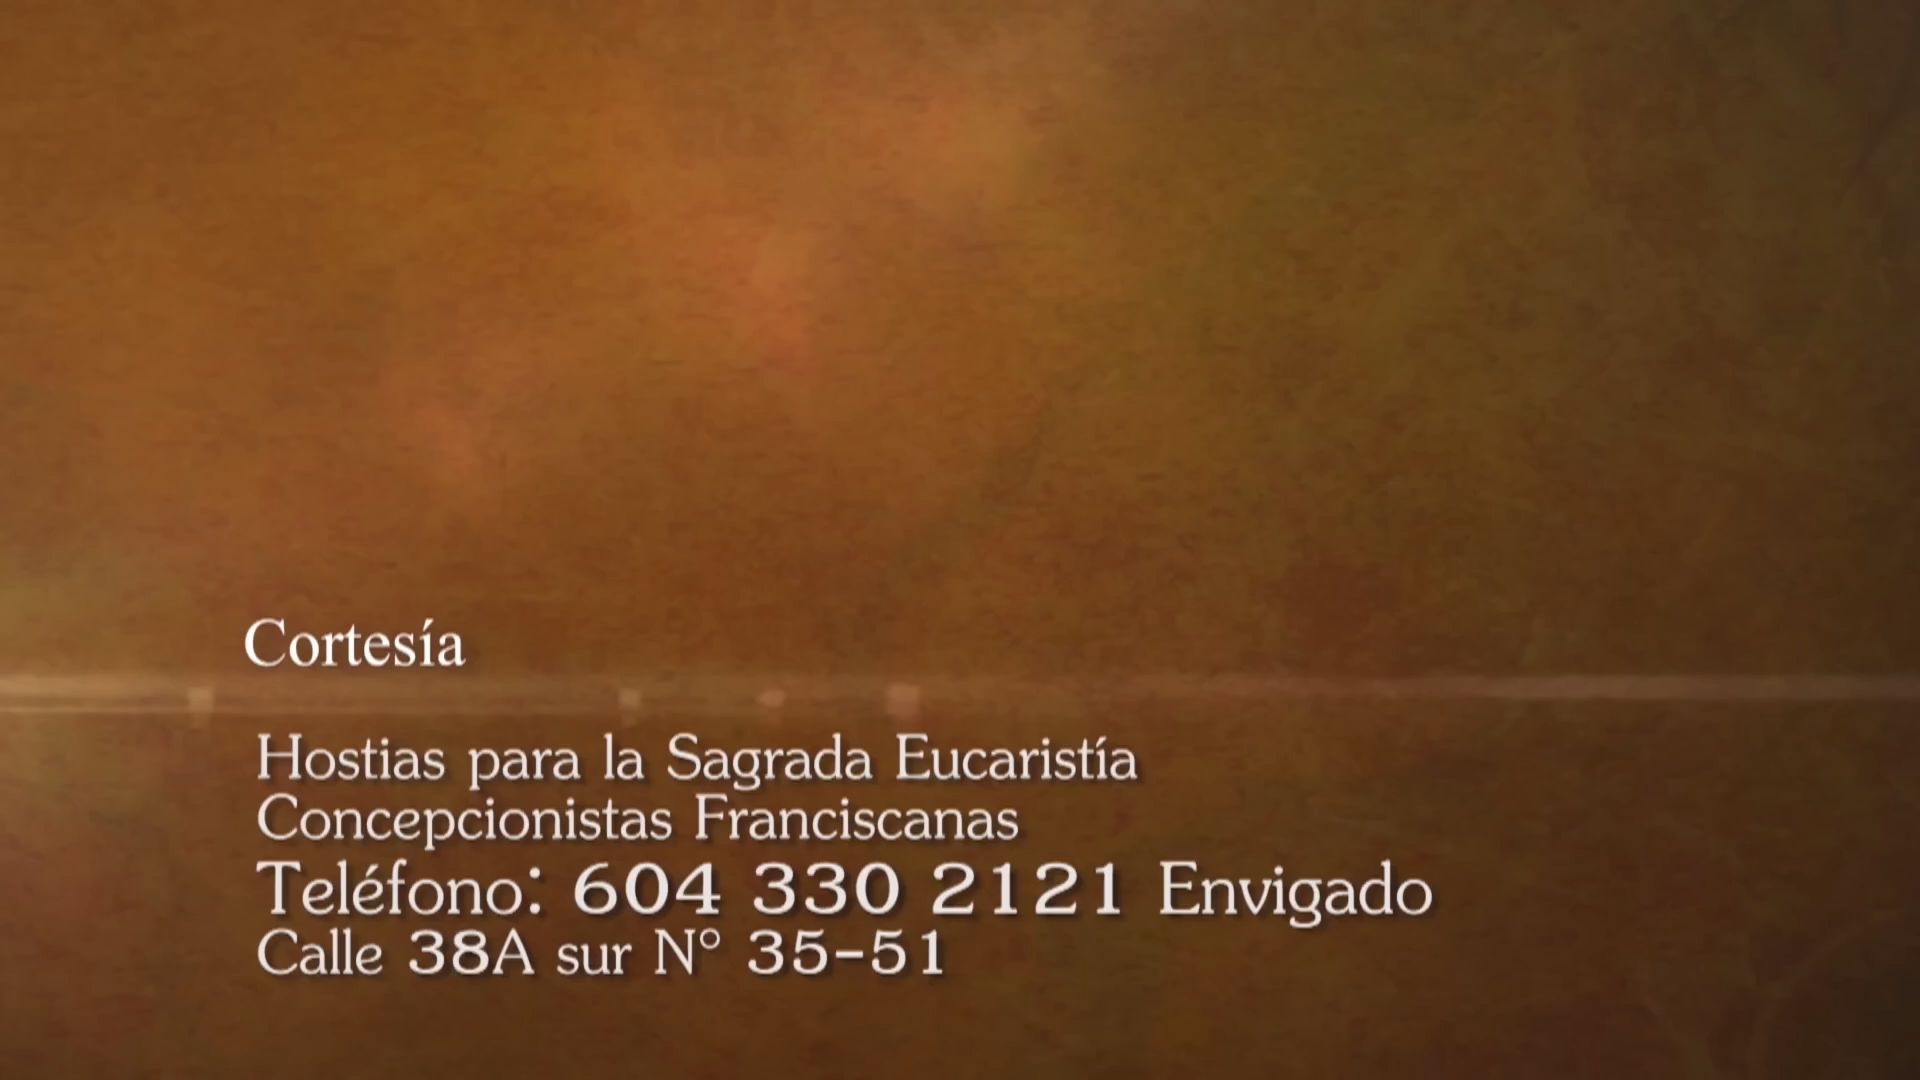 Cortesía
Hostias para la Sagrada Eucaristía
Concepcionistas Franciscanas
Teléfono: 604 330 2121 Envigado
Calle 38A sur N° 35-51